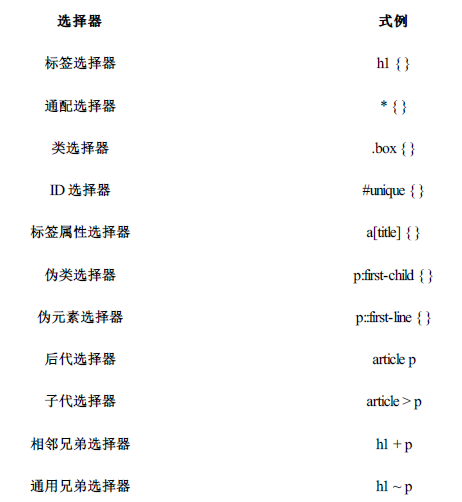 选择器 式例
标签选择器 h1 { }
通配选择器 * { }
类选择器 .box { }
ID 选择器 #unique { }
标签属性选择器 a[title] { }
伪类选择器 p:first-child { }
伪元素选择器 p::first-line { }
后代选择器 article p
子代选择器 article > p
相邻兄弟选择器 h1 + p
通用兄弟选择器 h1 ~ p